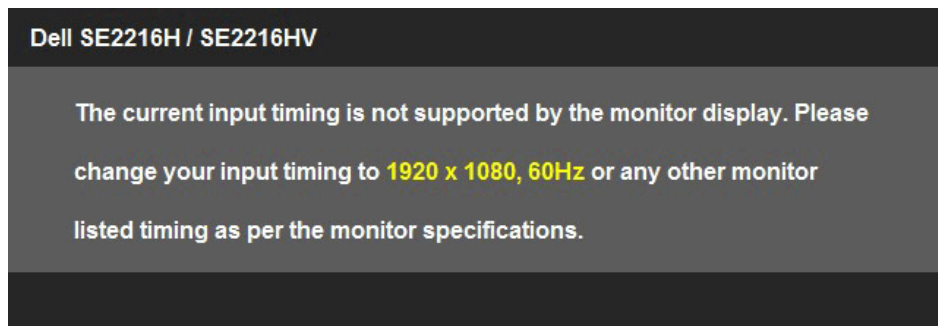 Dell SE2216H / SE2216HV
The current input timing is not supported by the monitor display. Please
change your input timing to 1920 x 1080, 60Hz or any other monitor
listed timing as per the monitor specifications.